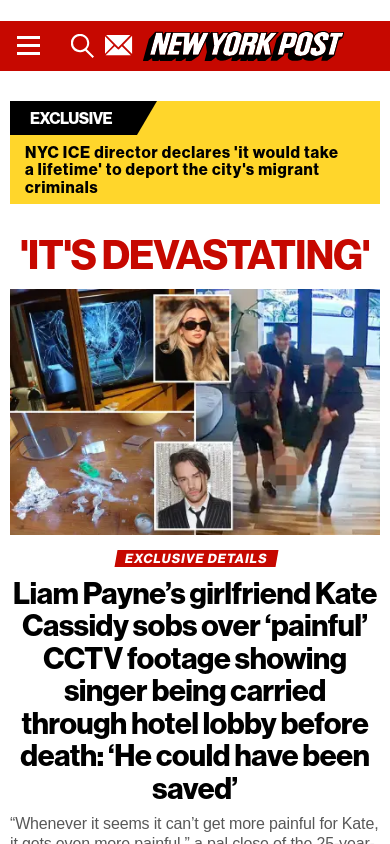 NEW YORK POST
EXCLUSIVE
NYC ICE director declares 'it would take
a lifetime' to deport the city's migrant
criminals
'IT'S DEVASTATING'
EXCLUSIVE DETAILS
Liam Payne’s girlfriend Kate
Cassidy sobs over ‘painful’
CCTV footage showing
singer being carried
through hotel lobby before
death: ‘He could have been
saved’
“Whenever it seems it can’t get more painful for Kate,
it gets even more painful,” a pal close of the 25-year-